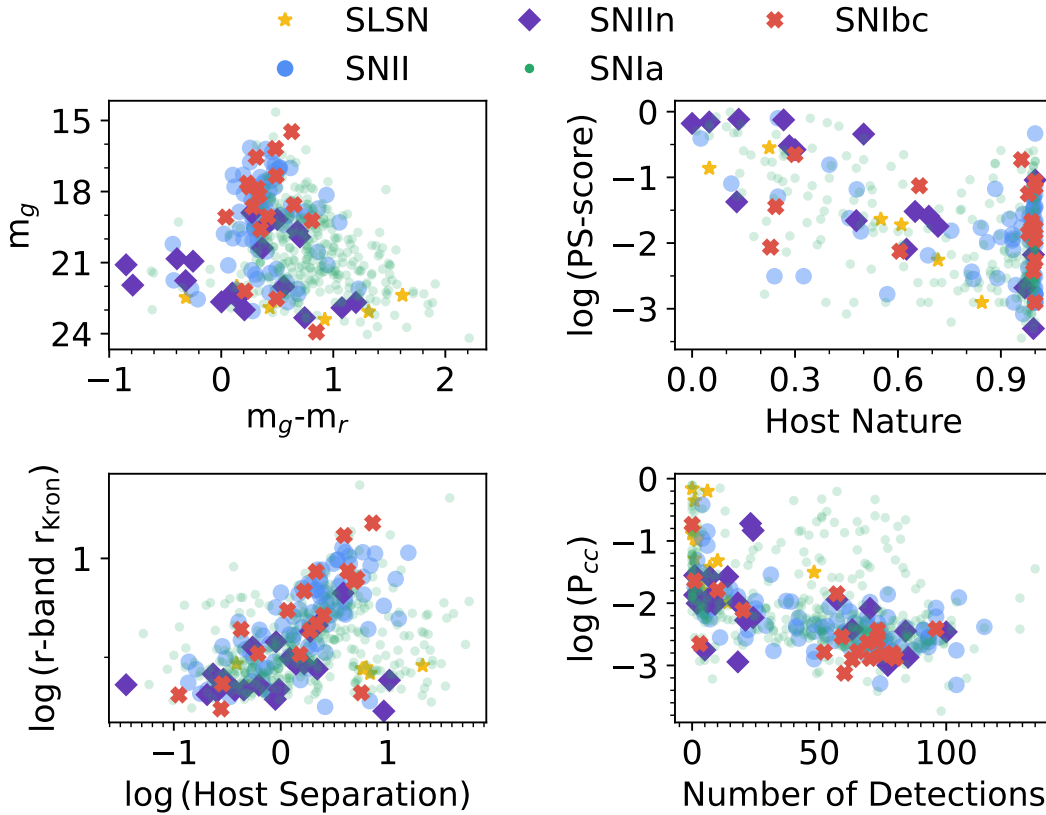 SLSN SNIIn SNIbc
SNII SNIa
m_g
15
18
21
24
−1 0 1 2
m_g-m_r
log (PS-score)
0
−1
−2
−3
0.0 0.3 0.6 0.9
Host Nature
log (r-band r_Kron)
1
−1 0 1
log (Host Separation)
log (P_cc)
0
−1
−2
−3
0 50 100
Number of Detections